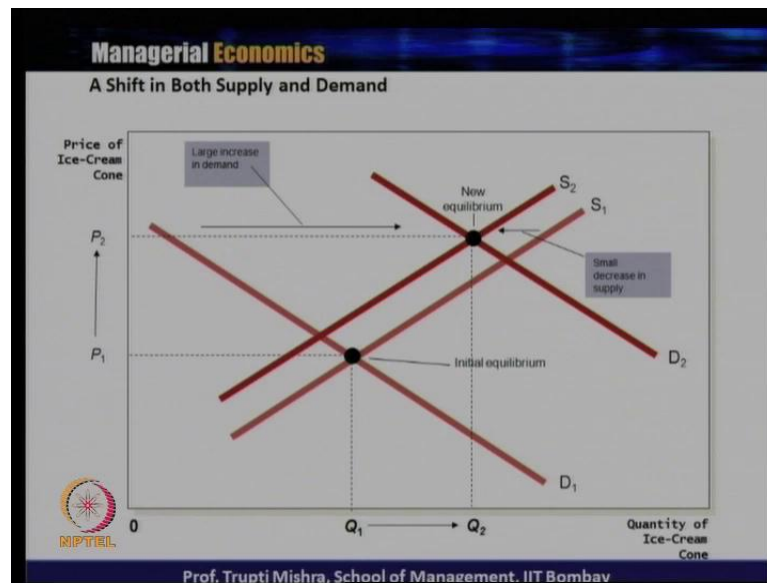 Managerial Economics
A Shift in Both Supply and Demand
Price of
Ice-Cream
Cone
Large increase
in demand
New
equilibrium
S2
S1
P2
Small
decrease in
supply
P1
Initial equilibrium
D2
D1
NPTEL
0
Q1
Q2
Quantity of
Ice-Cream
Cone
Prof. Trupti Mishra, School of Management, IIT Bombay